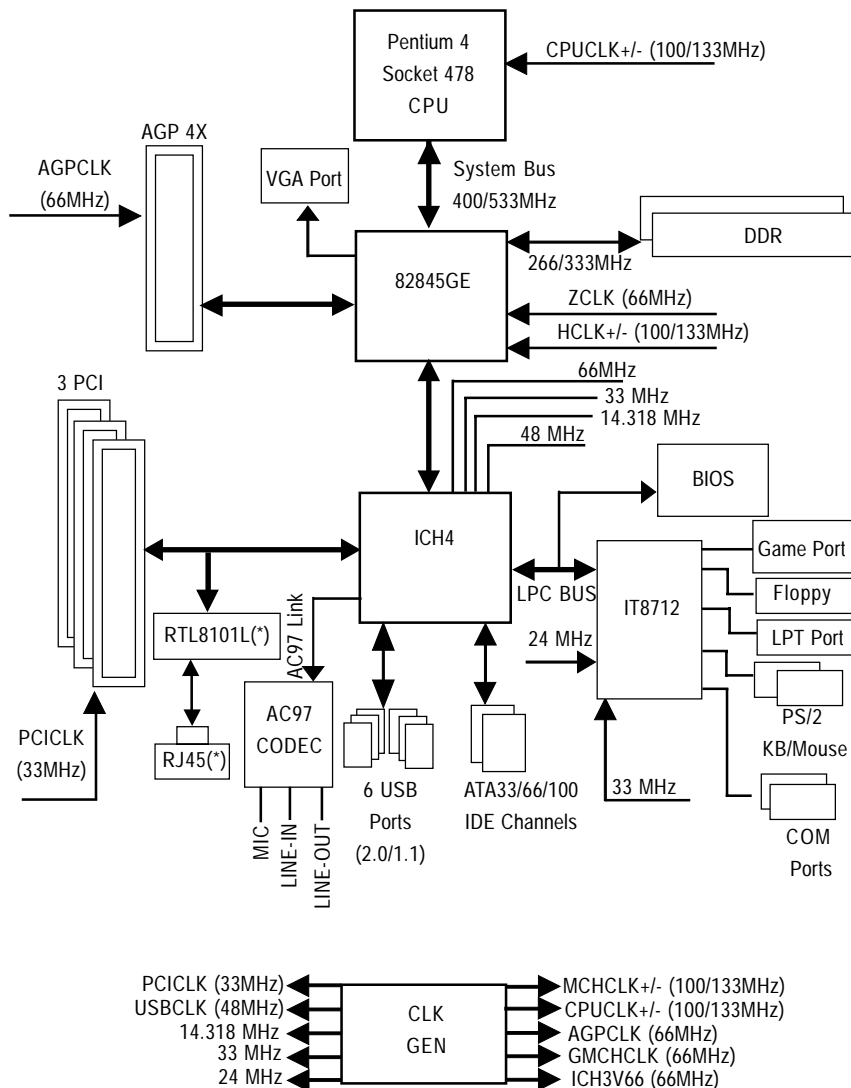 Pentium 4
Socket 478
CPU
CPUCLK+/- (100/133MHz)
AGP 4X
AGPCLK
(66MHz)
VGA Port
System Bus
400/533MHz
DDR
266/333MHz
82845GE
ZCLK (66MHz)
HCLK+/- (100/133MHz)
66MHz
33 MHz
14.318 MHz
48 MHz
3 PCI
BIOS
ICH4
Game Port
LPC BUS
IT8712
Floppy
RTL8101L(*)
AC97 Link
24 MHz
LPT Port
PS/2
KB/Mouse
AC97
CODEC
PCICLK
(33MHz)
RJ45(*)
6 USB
Ports
(2.0/1.1)
ATA33/66/100
IDE Channels
33 MHz
COM
Ports
MIC
LINE-IN
LINE-OUT
PCICLK (33MHz)
USBCLK (48MHz)
14.318 MHz
33 MHz
24 MHz
CLK
GEN
MCHCLK+/- (100/133MHz)
CPUCLK+/- (100/133MHz)
AGPCLK (66MHz)
GMCHCLK (66MHz)
ICH3V66 (66MHz)